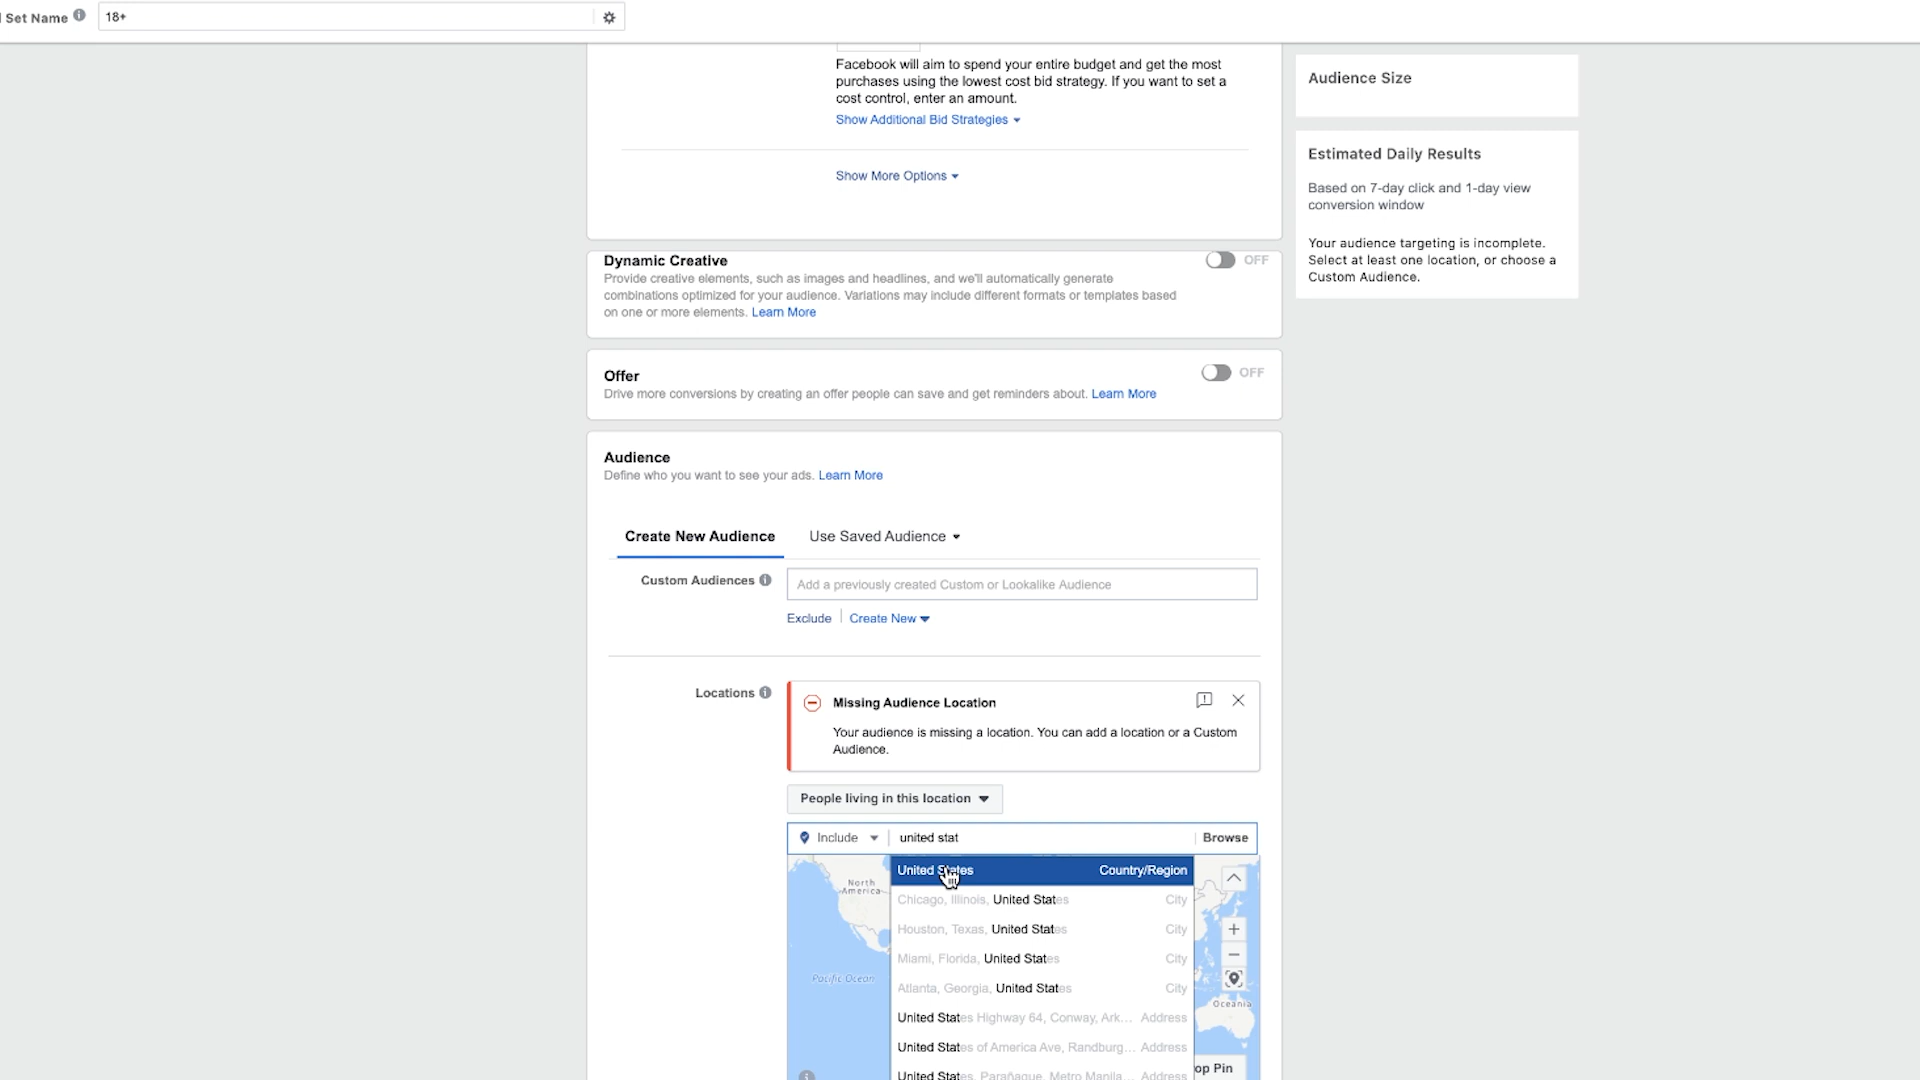 Set Name
18+
Facebook will aim to spend your entire budget and get the most
purchases using the lowest cost bid strategy. If you want to set a
cost control, enter an amount.
Show Additional Bid Strategies
Show More Options
Audience Size
Estimated Daily Results
Based on 7-day click and 1-day view
conversion window
Your audience targeting is incomplete.
Select at least one location, or choose a
Custom Audience.
Dynamic Creative
OFF
Provide creative elements, such as images and headlines, and we'll automatically generate
combinations optimized for your audience. Variations may include different formats or templates based
on one or more elements. Learn More
Offer
OFF
Drive more conversions by creating an offer people can save and get reminders about. Learn More
Audience
Define who you want to see your ads. Learn More
Create New Audience
Use Saved Audience
Custom Audiences
Add a previously created Custom or Lookalike Audience
Exclude
Create New
Locations
Missing Audience Location
Your audience is missing a location. You can add a location or a Custom
Audience.
People living in this location
Include
united stat
Browse
United States Country/Region
Chicago, Illinois, United States City
Houston, Texas, United States City
Miami, Florida, United States City
Atlanta, Georgia, United States City
United States Highway 64, Conway, Ark... Address
United States of America Ave, Randburg... Address
United States, Parañaque, Metro Manila... Address
North
America
Pacific Ocean
Oceania
op Pin